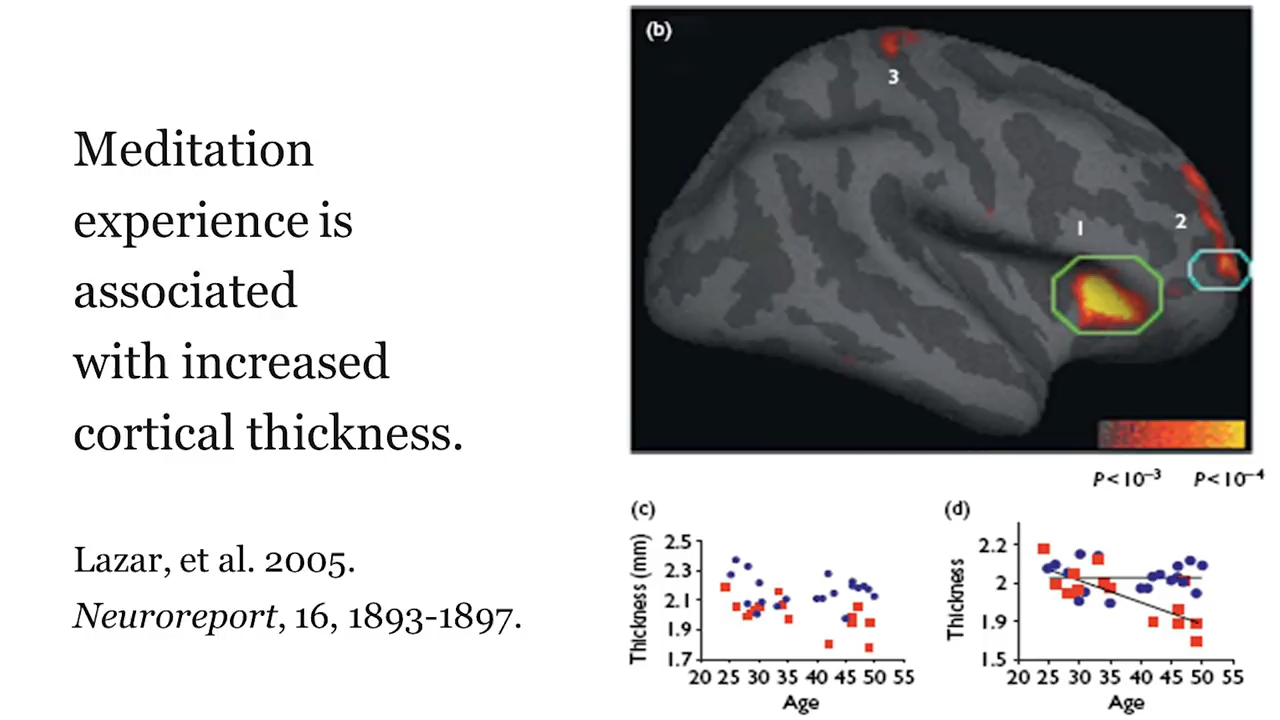 Meditation
experience is
associated
with increased
cortical thickness.
Lazar, et al. 2005.
Neuroreport, 16, 1893-1897.
(b)
3
1
2
P<10⁻³ P<10⁻⁴
(c)
Thickness (mm)
2.5
2.3
2.1
1.9
1.7
20 25 30 35 40 45 50 55
Age
(d)
Thickness
2.2
2
1.9
1.5
20 25 30 35 40 45 50 55
Age